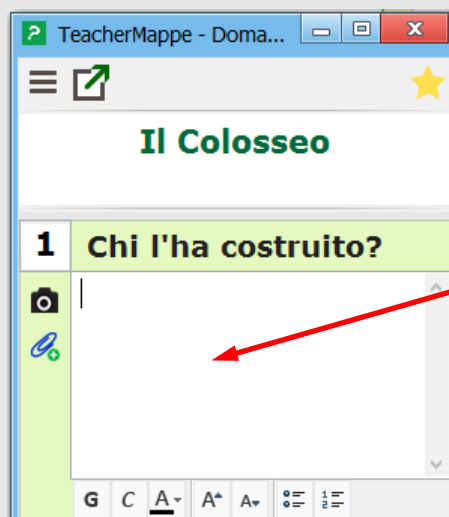 TeacherMappe - Doma...
Il Colosseo
1 Chi l'ha costruito?
G C A A A